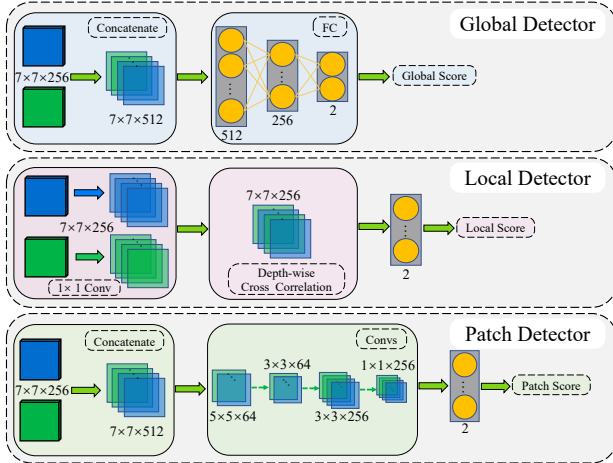 Global Detector
Concatenate
FC
7×7×256
7×7×512
512
256
2
Global Score
Local Detector
7×7×256
1×1 Conv
7×7×256
Depth-wise
Cross Correlation
2
Local Score
Patch Detector
Concatenate
7×7×256
7×7×512
Convs
5×5×64
3×3×64
3×3×256
1×1×256
2
Patch Score